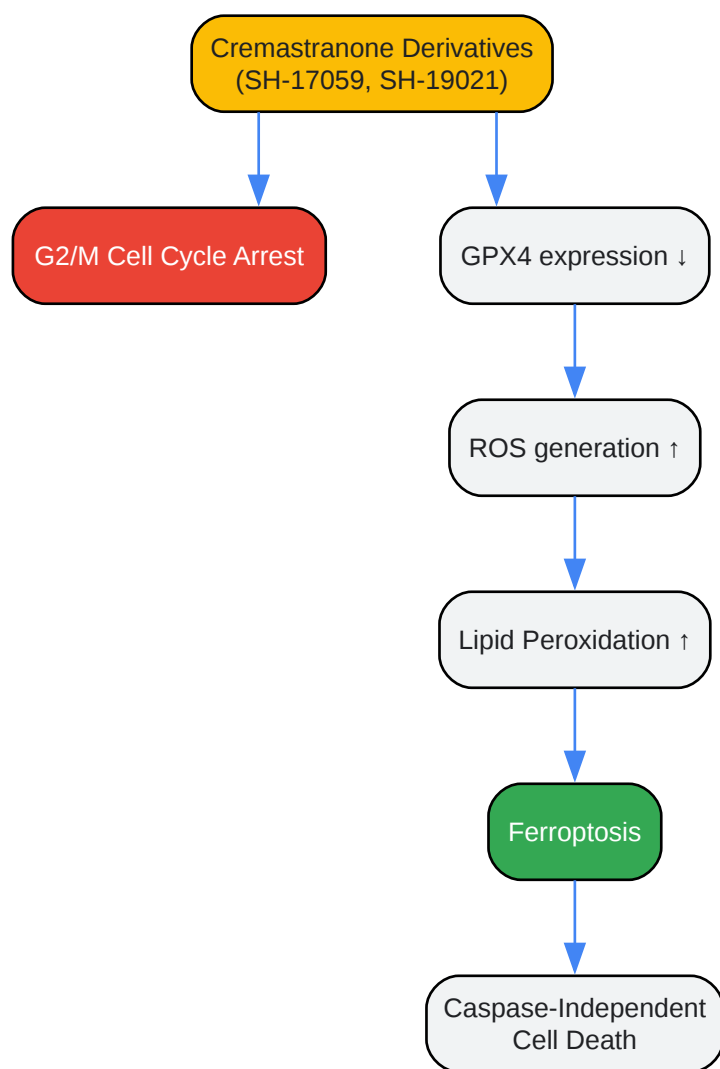 Cremastranone Derivatives
(SH-17059, SH-19021)
G2/M Cell Cycle Arrest
GPX4 expression ↓
ROS generation ↑
Lipid Peroxidation ↑
Ferroptosis
Caspase-Independent
Cell Death